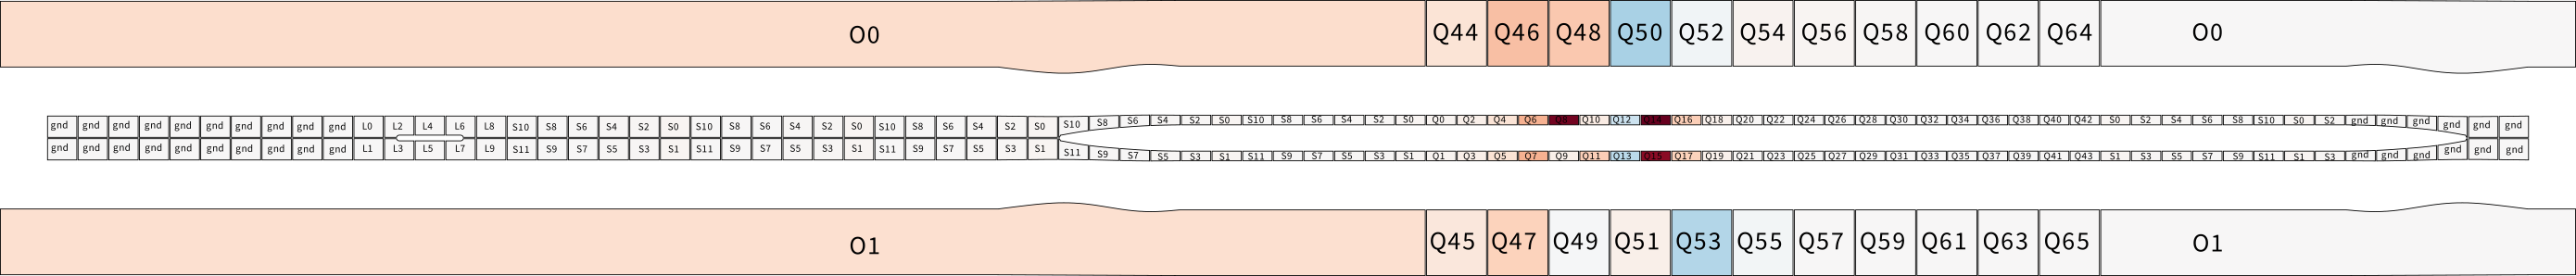 O0 Q44 Q46 Q48 Q50 Q52 Q54 Q56 Q58 Q60 Q62 Q64 O0
gnd gnd gnd gnd gnd gnd gnd gnd gnd gnd L0 L2 L4 L6 L8 S10 S8 S6 S4 S2 S0 S10 S8 S6 S4 S2 S0 S10 S8 S6 S4 S2 S0 S10 S8 S6 S4 S2 S0 S10 S8 S6 S4 S2 S0 Q0 Q2 Q4 Q6 Q8 Q10 Q12 Q14 Q16 Q18 Q20 Q22 Q24 Q26 Q28 Q30 Q32 Q34 Q36 Q38 Q40 Q42 S0 S2 S4 S6 S8 S10 S0 S2 gnd gnd gnd gnd gnd gnd
gnd gnd gnd gnd gnd gnd gnd gnd gnd gnd L1 L3 L5 L7 L9 S11 S9 S7 S5 S3 S1 S11 S9 S7 S5 S3 S1 S11 S9 S7 S5 S3 S1 S11 S9 S7 S5 S3 S1 S11 S9 S7 S5 S3 S1 Q1 Q3 Q5 Q7 Q9 Q11 Q13 Q15 Q17 Q19 Q21 Q23 Q25 Q27 Q29 Q31 Q33 Q35 Q37 Q39 Q41 Q43 S1 S3 S5 S7 S9 S11 S1 S3 gnd gnd gnd gnd gnd gnd
O1 Q45 Q47 Q49 Q51 Q53 Q55 Q57 Q59 Q61 Q63 Q65 O1